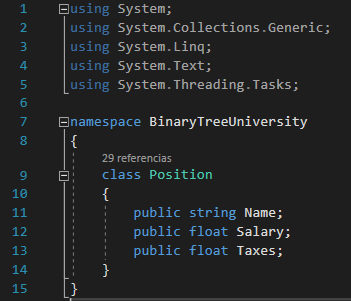 1 using System;
2 using System.Collections.Generic;
3 using System.Linq;
4 using System.Text;
5 using System.Threading.Tasks;
6
7 namespace BinaryTreeUniversity
8 {
29 referencias
9 class Position
10 {
11 public string Name;
12 public float Salary;
13 public float Taxes;
14 }
15 }